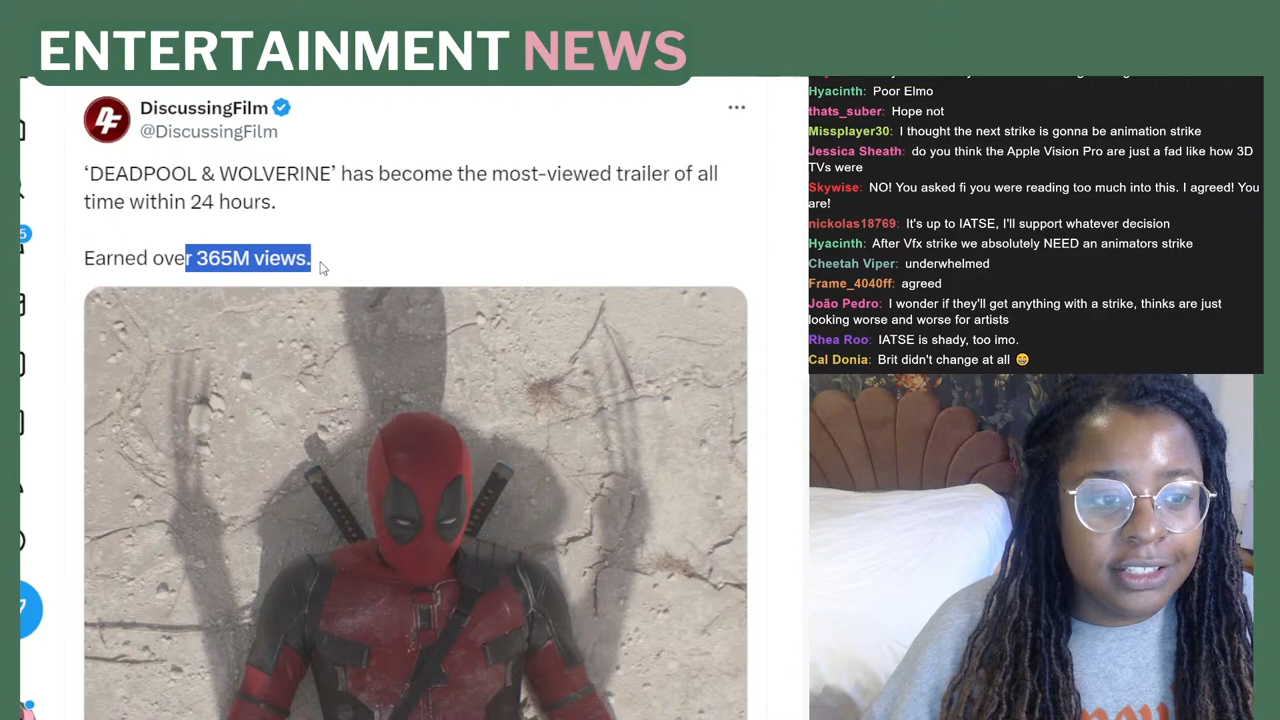 ENTERTAINMENT NEWS
DiscussingFilm
@DiscussingFilm
‘DEADPOOL & WOLVERINE’ has become the most-viewed trailer of all
time within 24 hours.
Earned over 365M views.
5
Hyacinth: Poor Elmo
thats_suber: Hope not
Missplayer30: I thought the next strike is gonna be animation strike
Jessica Sheath: do you think the Apple Vision Pro are just a fad like how 3D
TVs were
Skywise: NO! You asked fi you were reading too much into this. I agreed! You
are!
nickolas18769: It's up to IATSE, I'll support whatever decision
Hyacinth: After Vfx strike we absolutely NEED an animators strike
Cheetah Viper: underwhelmed
Frame_4040ff: agreed
João Pedro: I wonder if they'll get anything with a strike, thinks are just
looking worse and worse for artists
Rhea Roo: IATSE is shady, too imo.
Cal Donia: Brit didn't change at all 😄